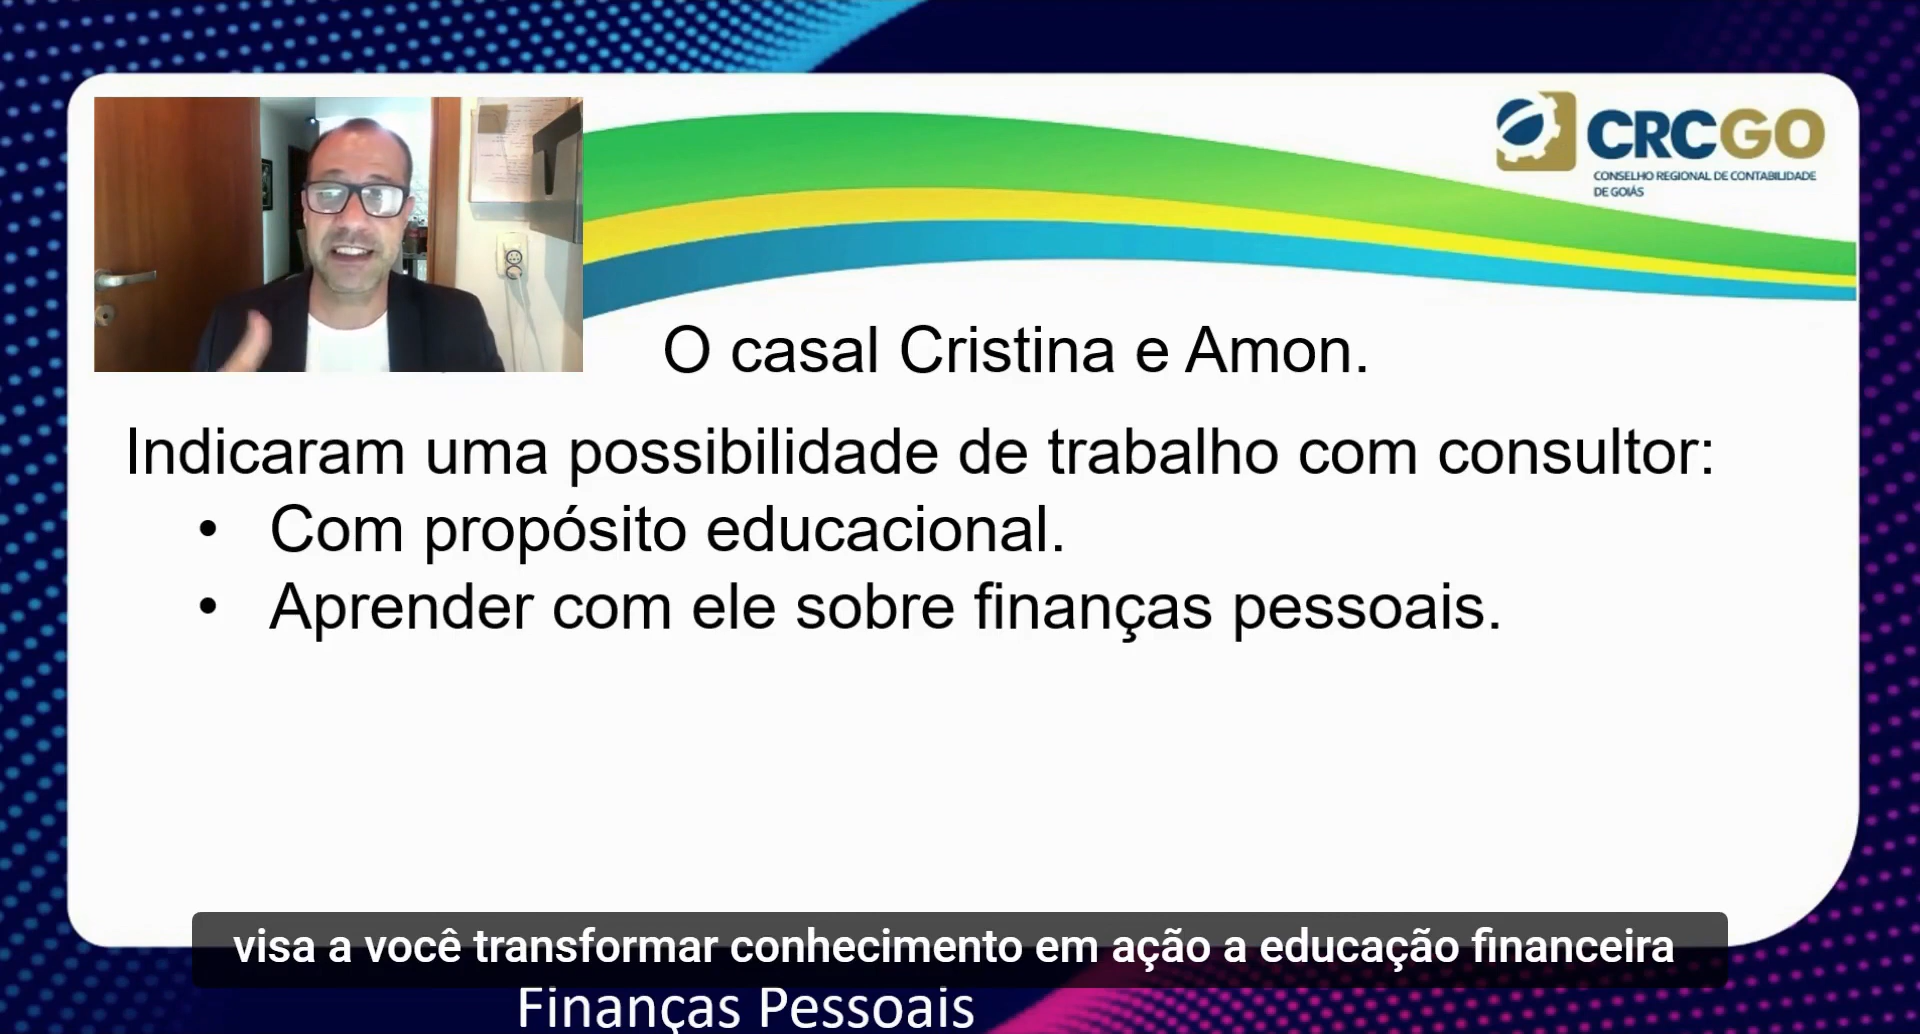 CRCGO
CONSELHO REGIONAL DE CONTABILIDADE
DE GOIÁS
O casal Cristina e Amon.
Indicaram uma possibilidade de trabalho com consultor:
• Com propósito educacional.
• Aprender com ele sobre finanças pessoais.
visa a você transformar conhecimento em ação a educação financeira
Finanças Pessoais